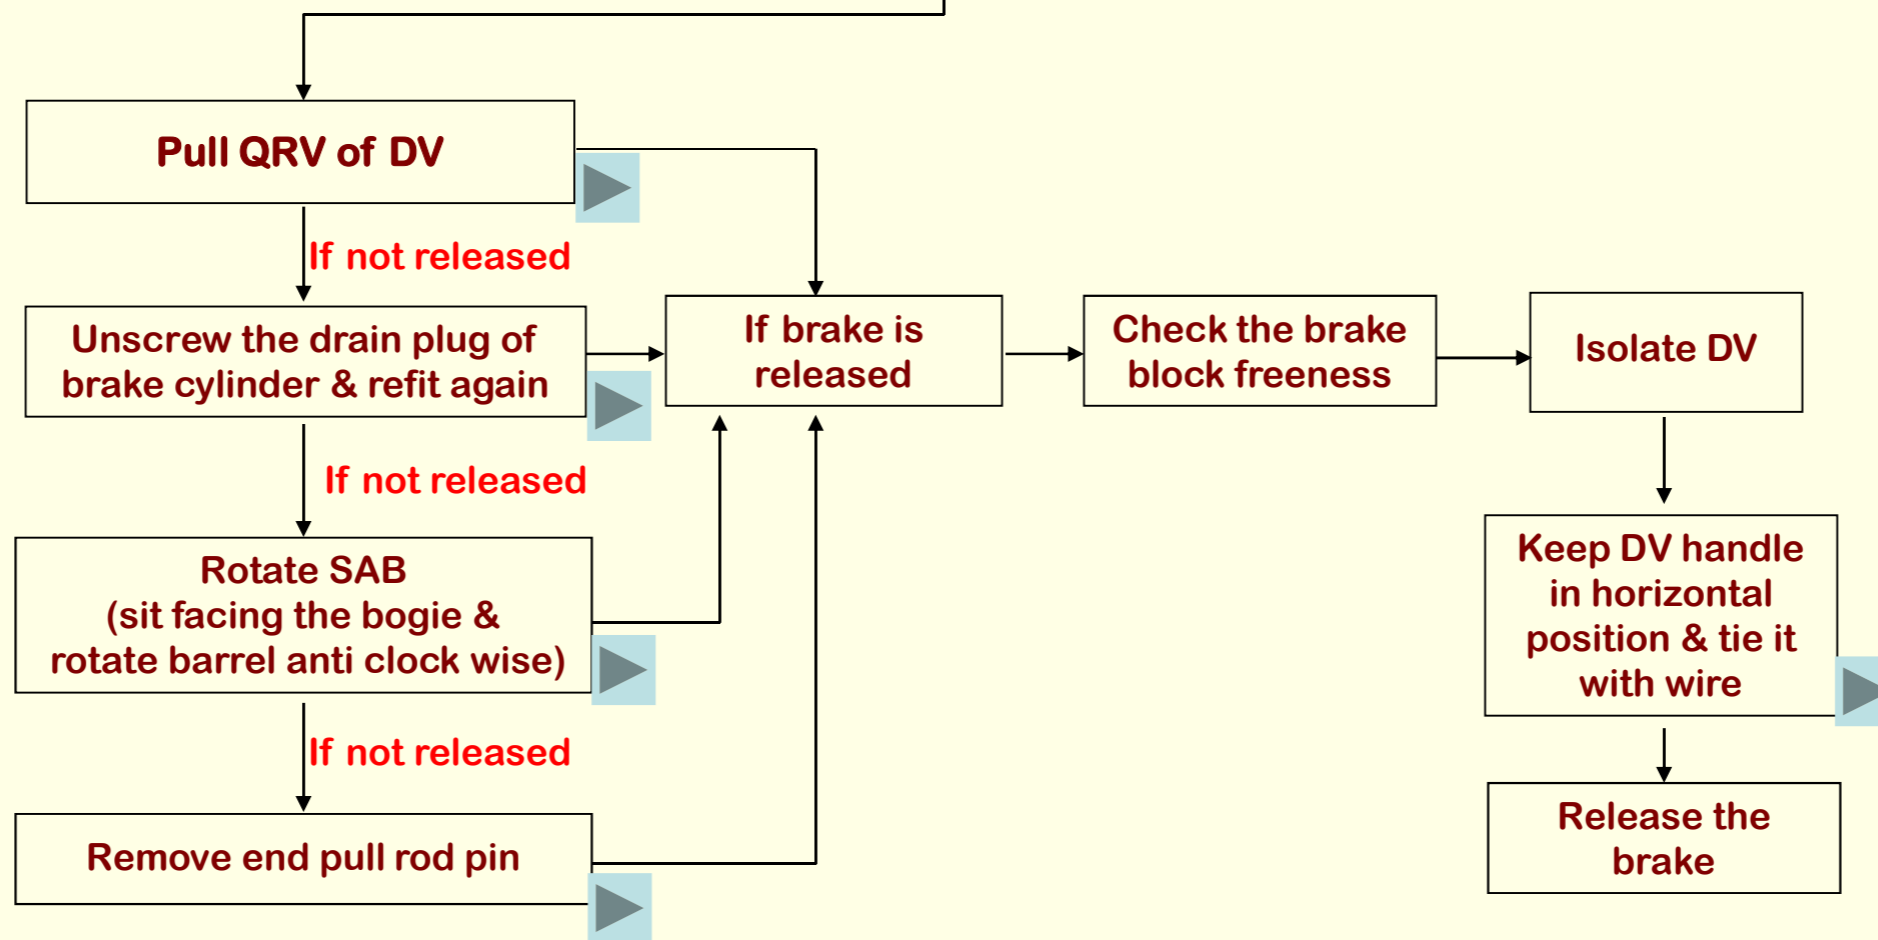 Pull QRV of DV
If not released
Unscrew the drain plug of
brake cylinder & refit again
If not released
Rotate SAB
(sit facing the bogie &
rotate barrel anti clock wise)
If not released
Remove end pull rod pin
If brake is
released
Check the brake
block freeness
Isolate DV
Keep DV handle
in horizontal
position & tie it
with wire
Release the
brake